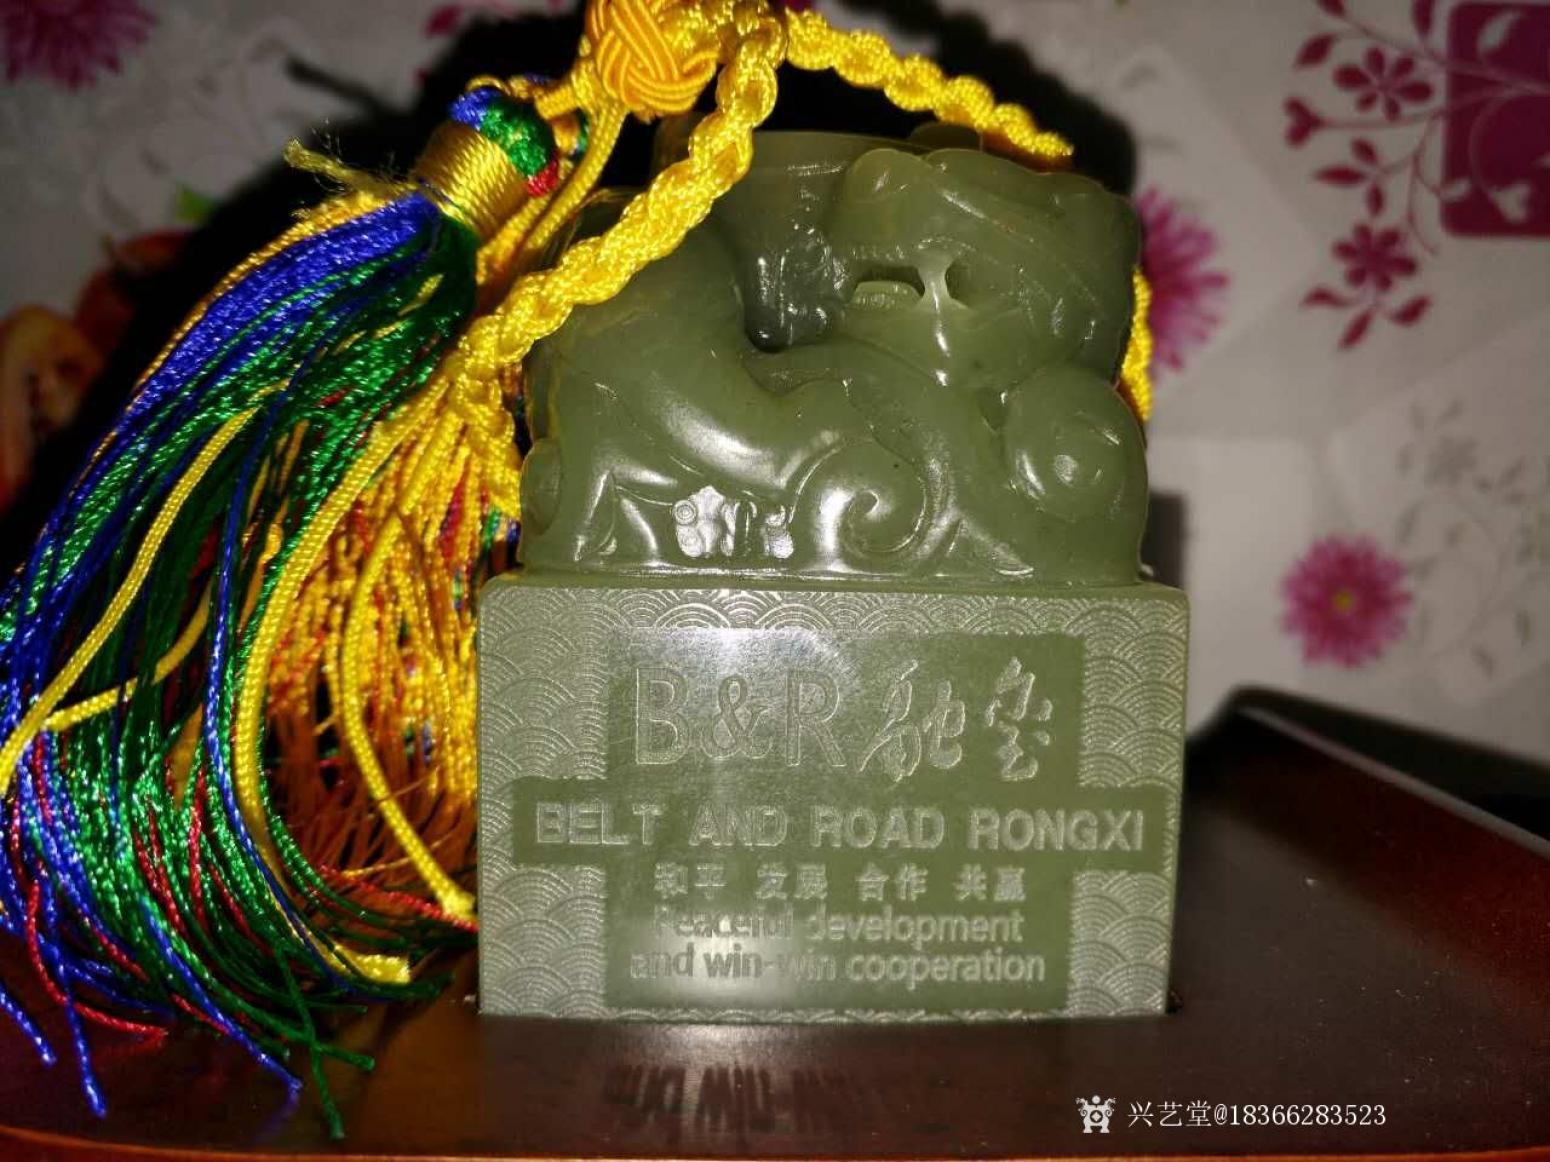 B&R融玺
BELT AND ROAD RONGXI
和平 发展 合作 共赢
Peaceful development
and win-win cooperation
兴艺堂@18366283523